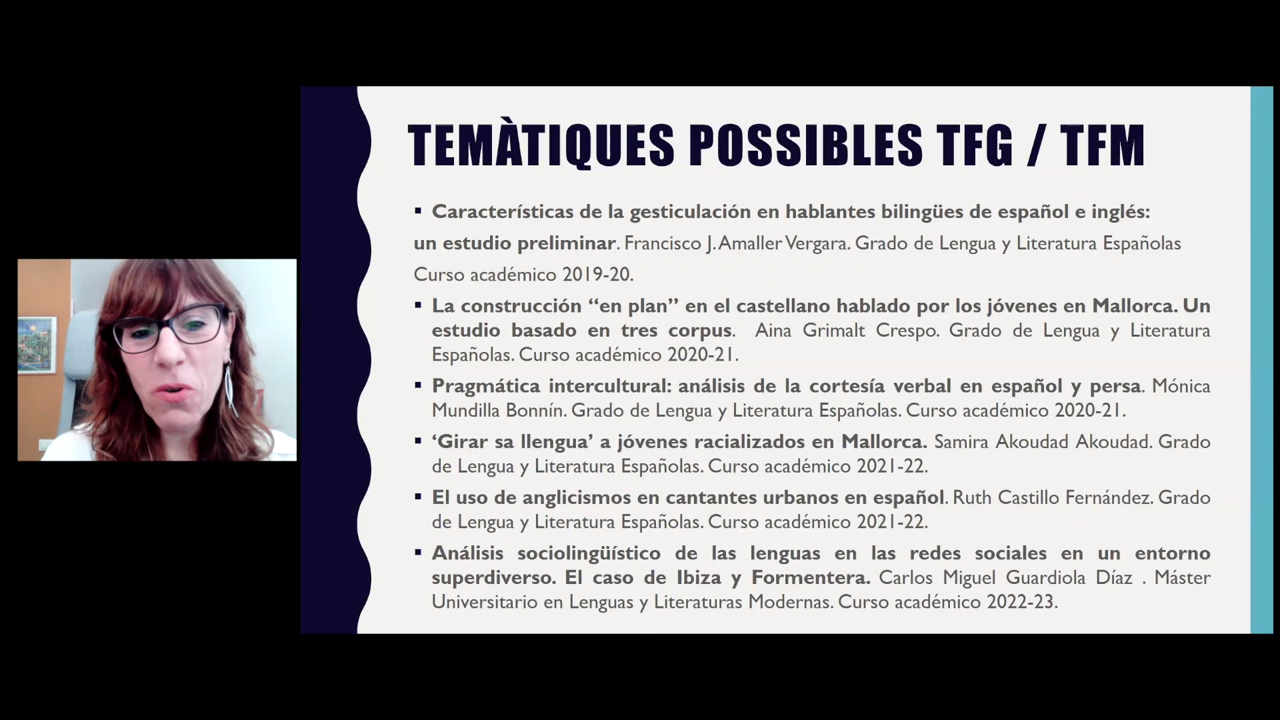 TEMÀTIQUES POSSIBLES TFG / TFM
▪ Características de la gesticulación en hablantes bilingües de español e inglés:
un estudio preliminar. Francisco J. Amaller Vergara. Grado de Lengua y Literatura Españolas
Curso académico 2019-20.
▪ La construcción “en plan” en el castellano hablado por los jóvenes en Mallorca. Un
estudio basado en tres corpus. Aina Grimalt Crespo. Grado de Lengua y Literatura
Españolas. Curso académico 2020-21.
▪ Pragmática intercultural: análisis de la cortesía verbal en español y persa. Mónica
Mundilla Bonnín. Grado de Lengua y Literatura Españolas. Curso académico 2020-21.
▪ ‘Girar sa llengua’ a jóvenes racializados en Mallorca. Samira Akoudad Akoudad. Grado
de Lengua y Literatura Españolas. Curso académico 2021-22.
▪ El uso de anglicismos en cantantes urbanos en español. Ruth Castillo Fernández. Grado
de Lengua y Literatura Españolas. Curso académico 2021-22.
▪ Análisis sociolingüístico de las lenguas en las redes sociales en un entorno
superdiverso. El caso de Ibiza y Formentera. Carlos Miguel Guardiola Díaz . Máster
Universitario en Lenguas y Literaturas Modernas. Curso académico 2022-23.